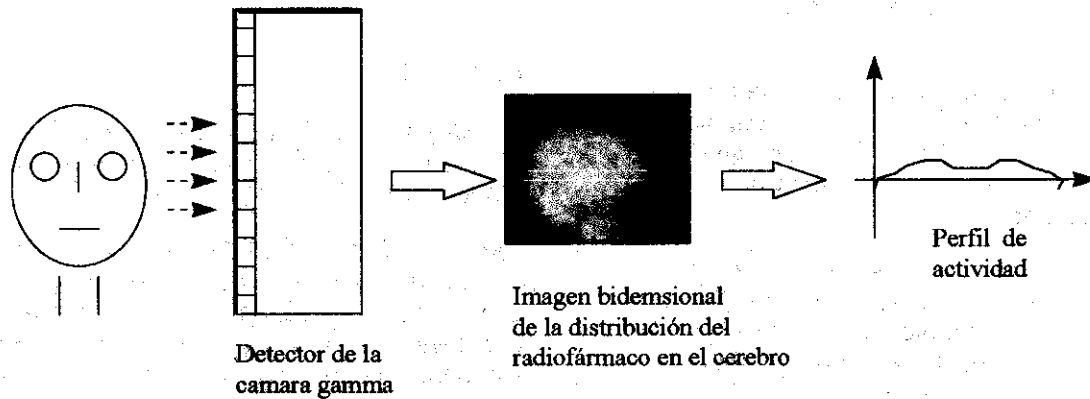 Detector de la
camara gamma
Imagen bidemsional
de la distribución del
radiofármaco en el cerebro
Perfil de
actividad